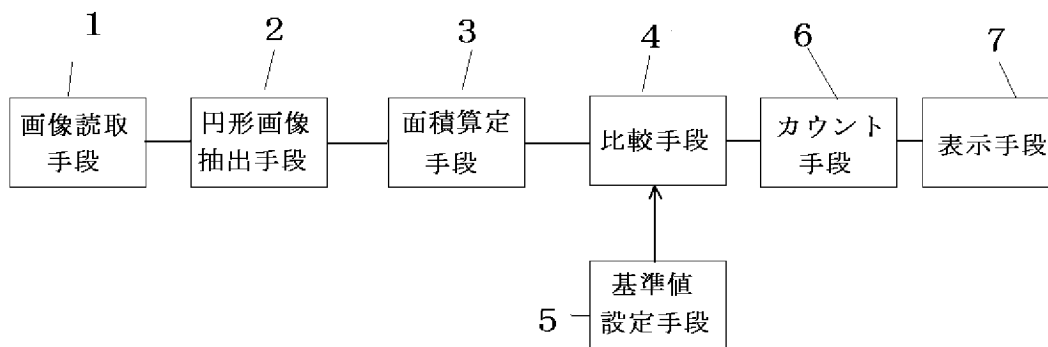 1
2
3
4
6
7
画像読取
手段
円形画像
抽出手段
面積算定
手段
比較手段
カウント
手段
表示手段
5
基準値
設定手段